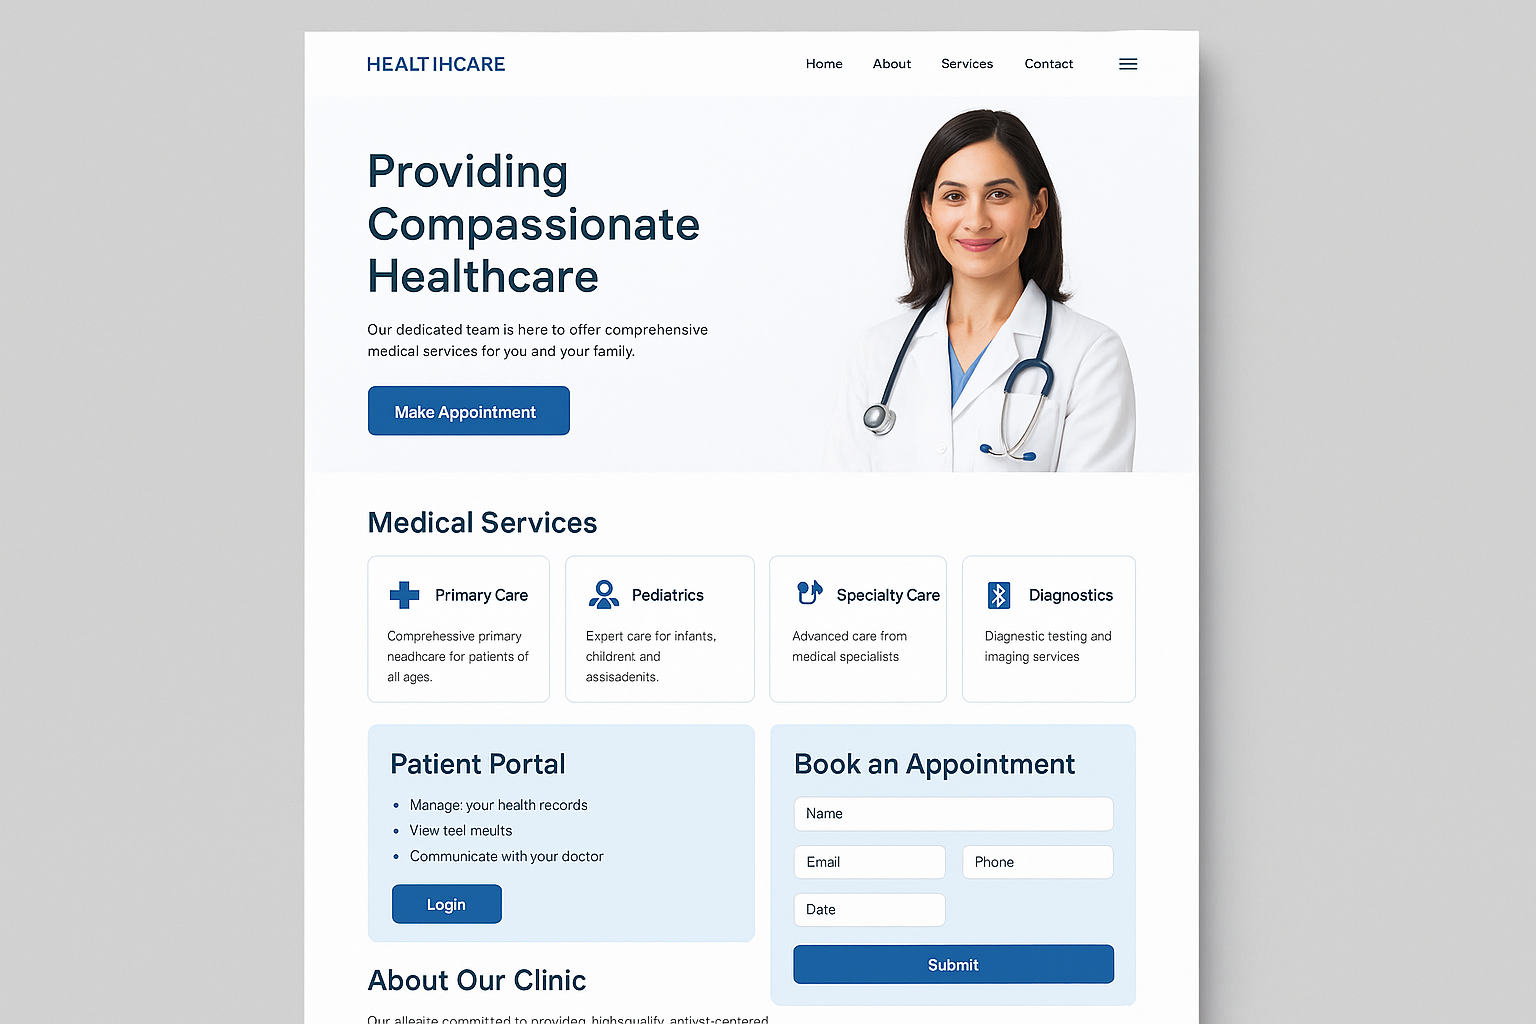 HEALTIHCARE
Home About Services Contact
Providing
Compassionate
Healthcare
Our dedicated team is here to offer comprehensive
medical services for you and your family.
Make Appointment
Medical Services
Primary Care
Comprehessive primary
neadhcare for patients of
all ages.
Pediatrics
Expert care for infants,
childrent and
assisadenits.
Specialty Care
Advanced care from
medical specialists
Diagnostics
Diagnostic testing and
imaging services
Patient Portal
• Manage: your health records
• View teel meults
• Communicate with your doctor
Login
Book an Appointment
Name
Email Phone
Date
Submit
About Our Clinic
Our alleaite committed to provideg highsqualify antiyst-centered